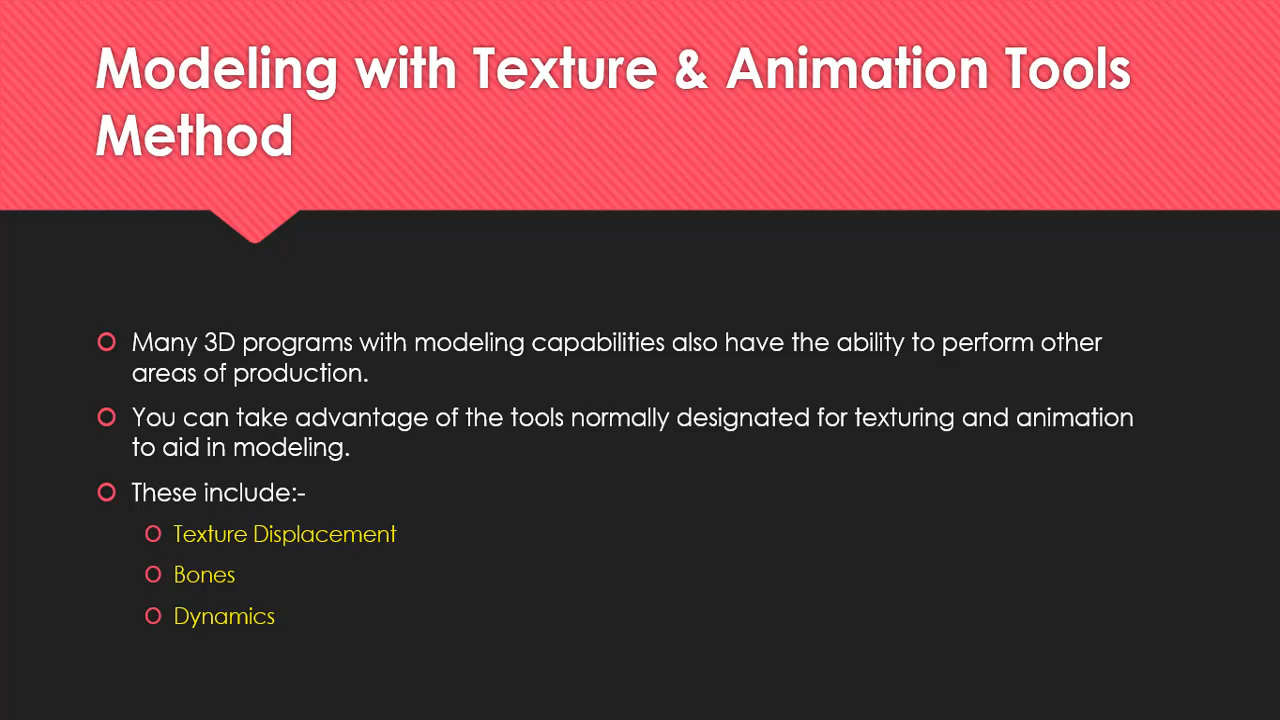 Modeling with Texture & Animation Tools
Method
Many 3D programs with modeling capabilities also have the ability to perform other
areas of production.
You can take advantage of the tools normally designated for texturing and animation
to aid in modeling.
These include:-
Texture Displacement
Bones
Dynamics